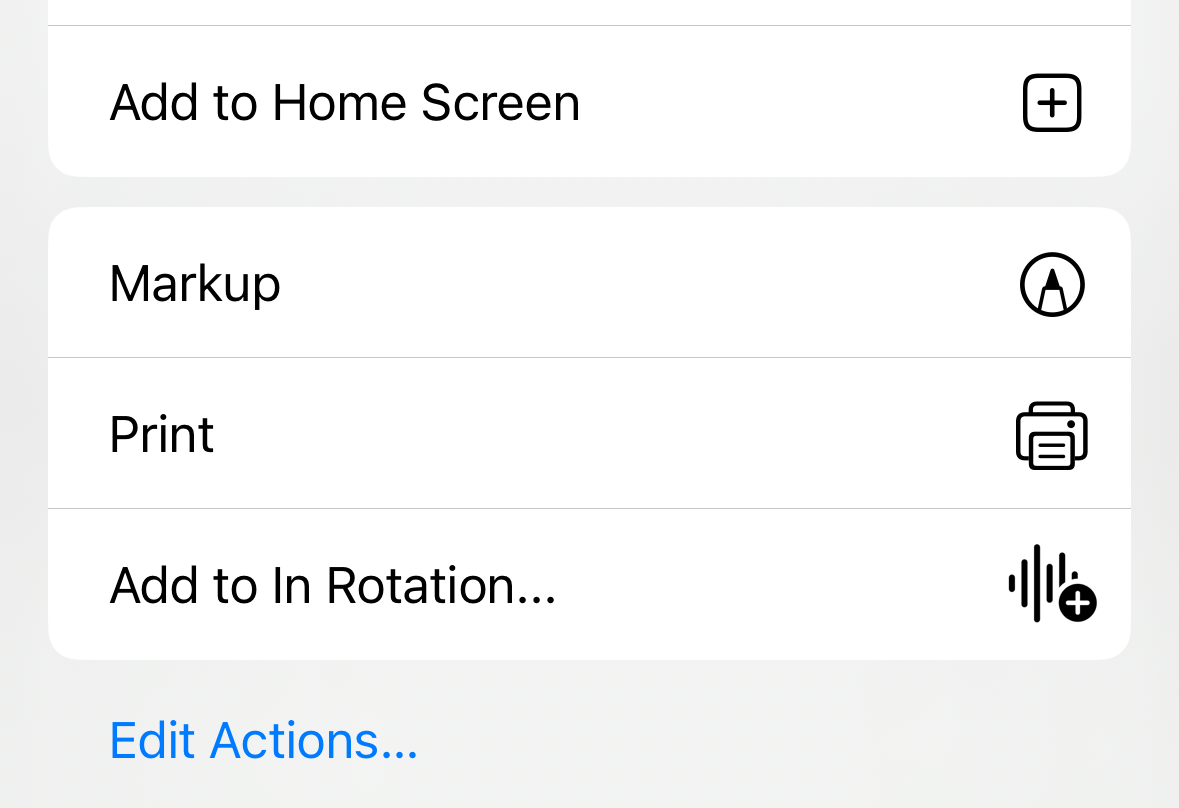 Add to Home Screen
Markup
Print
Add to In Rotation...
Edit Actions...